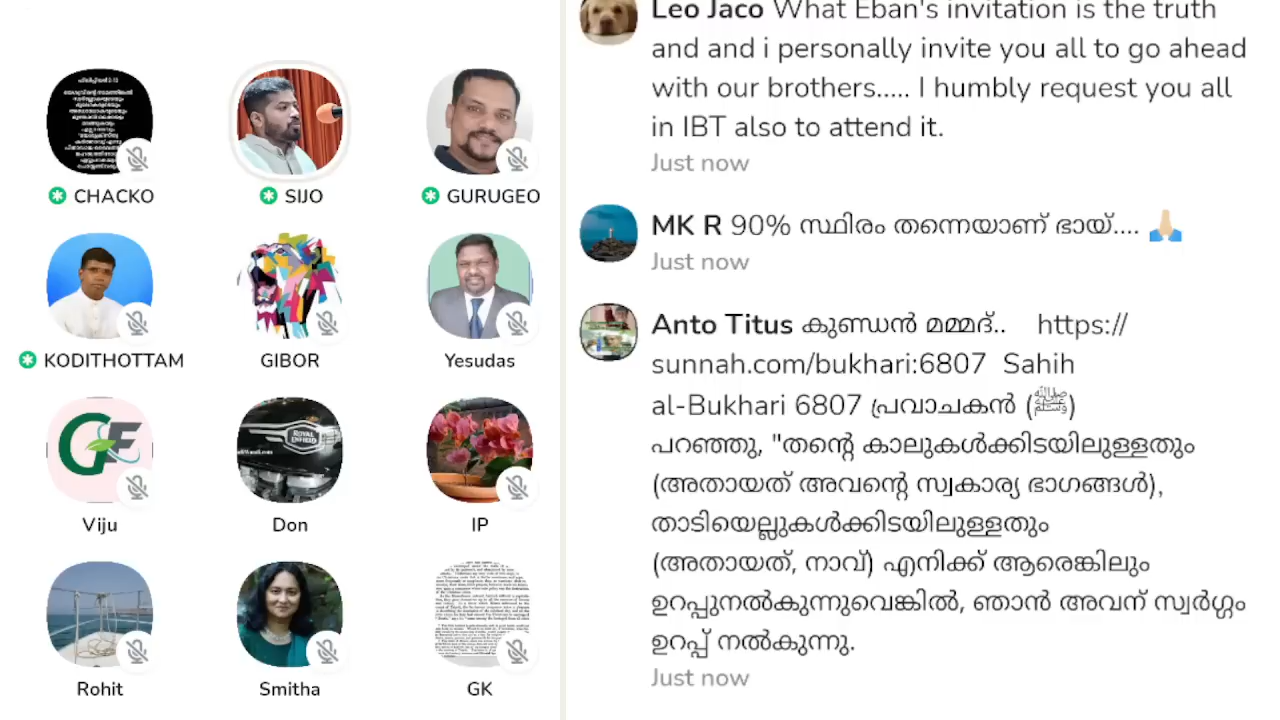 CHACKO
SIJO
GURUGEO
KODITHOTTAM
GIBOR
Yesudas
ROYAL
ENFIELD
GE
Viju
Don
IP
Rohit
Smitha
GK
Leo Jaco What Eban's invitation is the truth
and and i personally invite you all to go ahead
with our brothers..... I humbly request you all
in IBT also to attend it.
Just now
MK R 90% സ്ഥിരം തന്നെയാണ് ഭായ്.... 🙏🏼
Just now
Anto Titus കുണ്ടൻ മമ്മദ്.. https://
sunnah.com/bukhari:6807 Sahih
al-Bukhari 6807 പ്രവാചകൻ (ﷺ)
പറഞ്ഞു, "തന്റെ കാലുകൾക്കിടയിലുള്ളതും
(അതായത് അവന്റെ സ്വകാര്യ ഭാഗങ്ങൾ),
താടിയെല്ലുകൾക്കിടയിലുള്ളതും
(അതായത്, നാവ്) എനിക്ക് ആരെങ്കിലും
ഉറപ്പുനൽകുന്നുവെങ്കിൽ, ഞാൻ അവന് സ്വർഗ്ഗം
ഉറപ്പ് നൽകുന്നു.
Just now